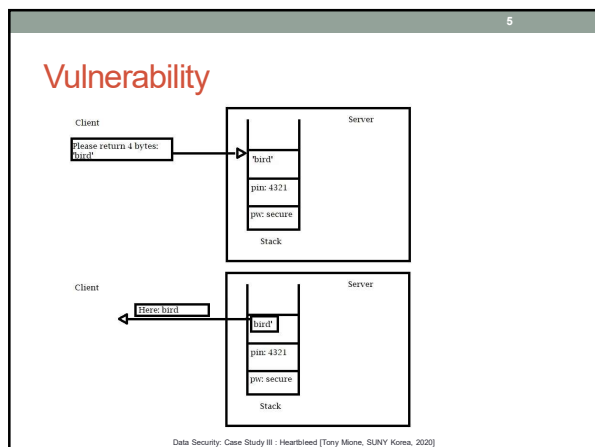 5
Vulnerability
Client
Server
Please return 4 bytes:
'bird'
'bird'
pin: 4321
pw: secure
Stack
Client
Server
Here: bird
bird'
pin: 4321
pw: secure
Stack
Data Security: Case Study III : Heartbleed [Tony Mione, SUNY Korea, 2020]